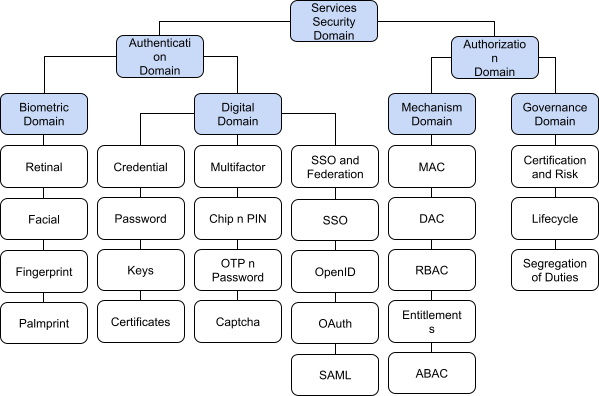 Services
Security
Domain
Authenticati
on
Domain
Authorizatio
n
Domain
Biometric
Domain
Digital
Domain
Mechanism
Domain
Governance
Domain
Retinal
Credential
Multifactor
SSO and
Federation
MAC
Certification
and Risk
Facial
Password
Chip n PIN
SSO
DAC
Lifecycle
Fingerprint
Keys
OTP n
Password
OpenID
RBAC
Segregation
of Duties
Palmprint
Certificates
Captcha
OAuth
Entitlement
s
SAML
ABAC